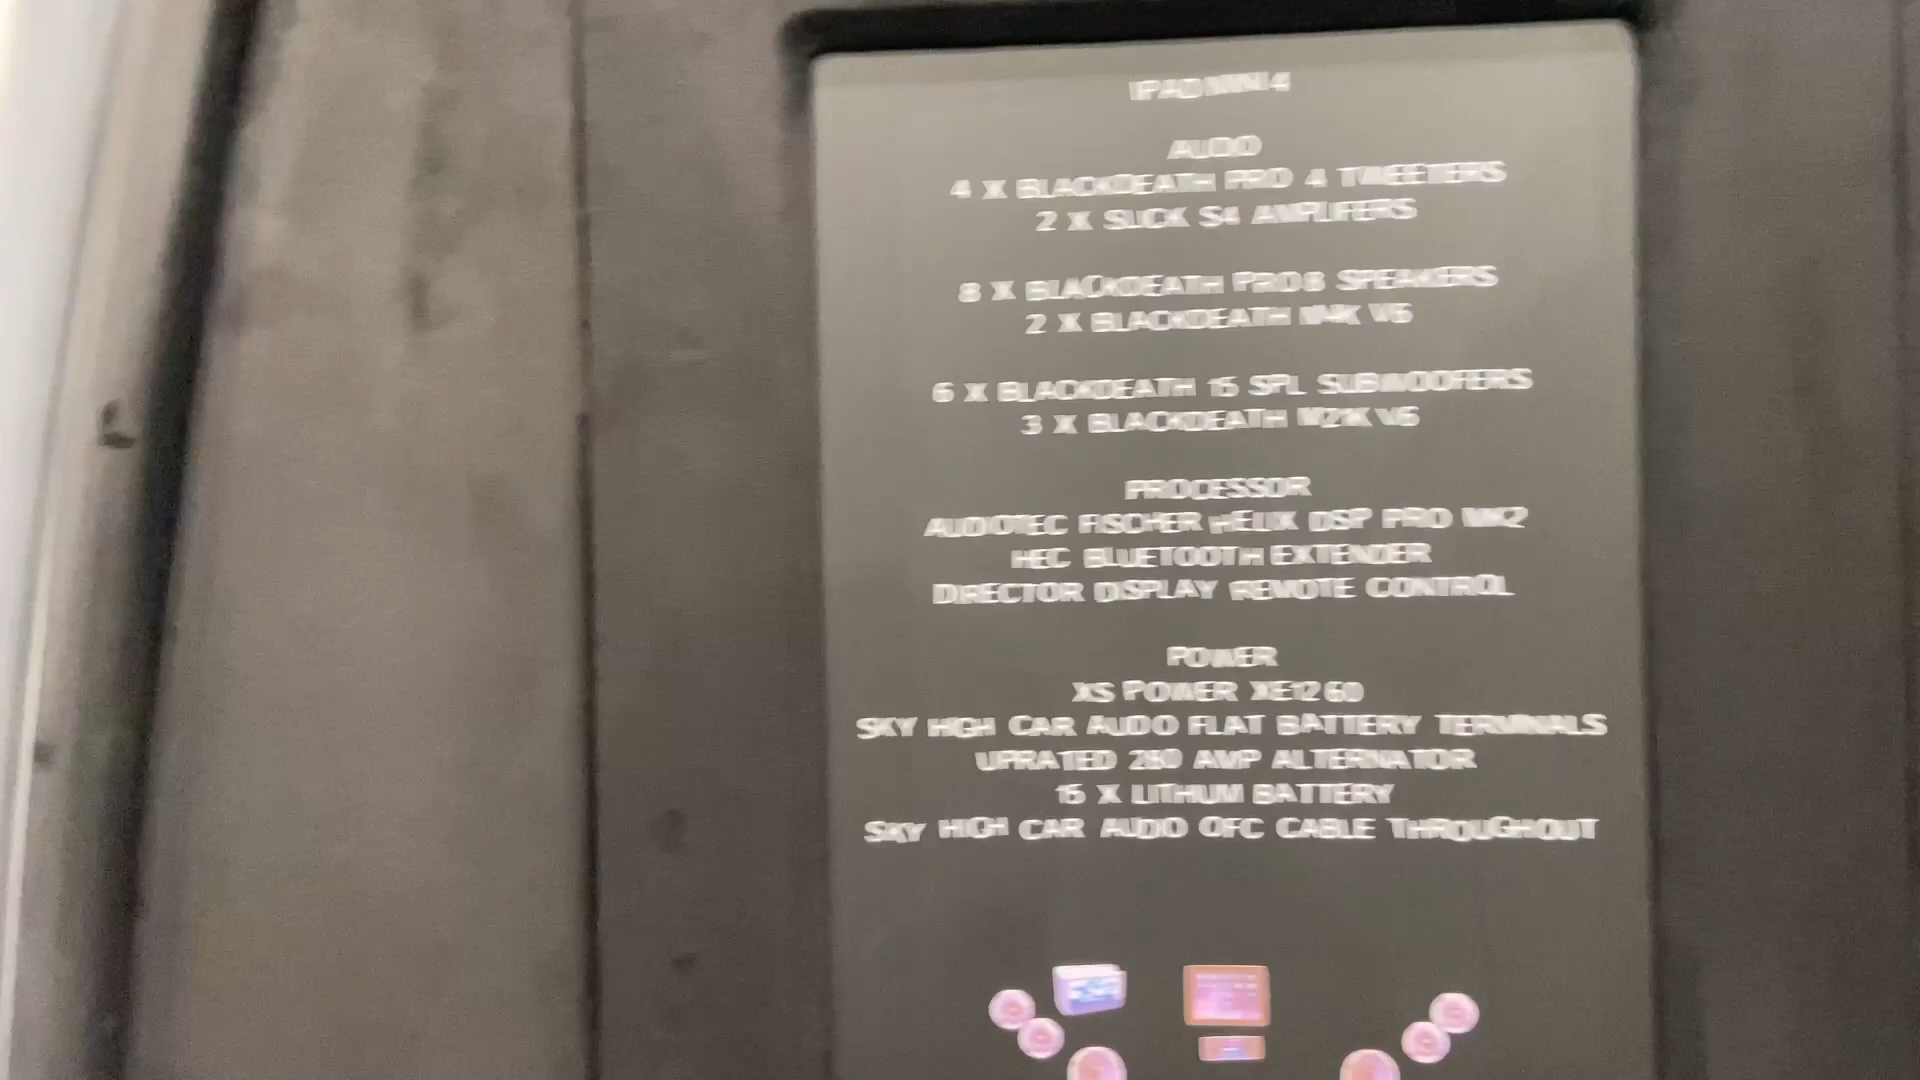 IPAD MINI 4
AUDIO
4 X BLACKDEATH PRO 4 TWEETERS
2 X SLICK S4 AMPLIFERS
8 X BLACKDEATH PRO8 SPEAKERS
2 X BLACKDEATH M4K V6
6 X BLACKDEATH 15 SPL SUBWOOFERS
3 X BLACKDEATH M21K V6
PROCESSOR
AUDIOTEC FISCHER HELIX DSP PRO MK2
HEC BLUETOOTH EXTENDER
DIRECTOR DISPLAY REMOTE CONTROL
POWER
XS POWER XE12 60
SKY HIGH CAR AUDIO FLAT BATTERY TERMINALS
UPRATED 280 AMP ALTERNATOR
15 X LITHIUM BATTERY
SKY HIGH CAR AUDIO OFC CABLE THROUGHOUT